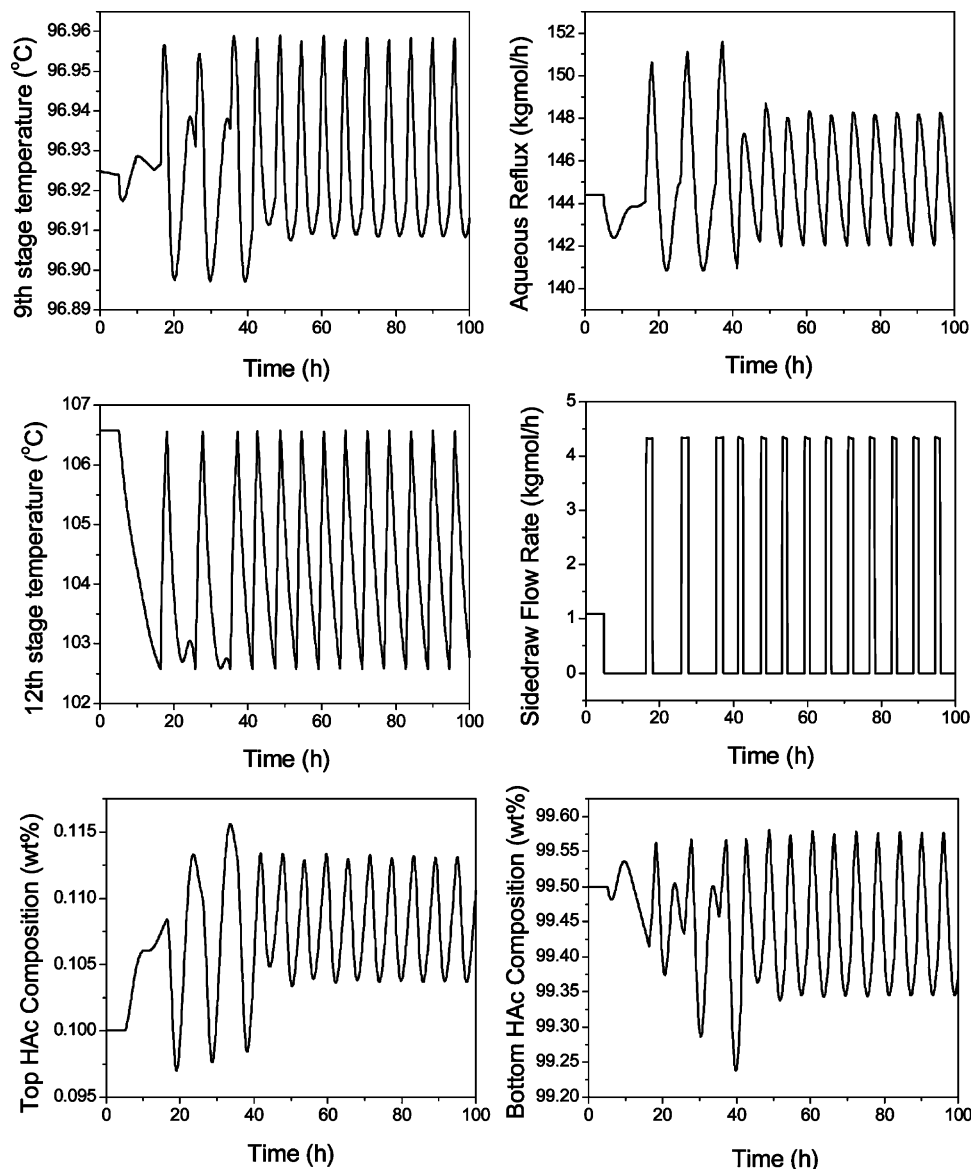 96.96
96.95
96.94
96.93
96.92
96.91
96.90
96.89
0 20 40 60 80 100
9th stage temperature (°C)
Time (h)
154
152
150
148
146
144
142
140
0 20 40 60 80 100
Aqueous Reflux (kgmol/h)
Time (h)
107
106
105
104
103
102
0 20 40 60 80 100
12th stage temperature (°C)
Time (h)
5
4
3
2
1
0
0 20 40 60 80 100
Sidedraw Flow Rate (kgmol/h)
Time (h)
0.115
0.110
0.105
0.100
0.095
0 20 40 60 80 100
Top HAc Composition (wt%)
Time (h)
99.60
99.55
99.50
99.45
99.40
99.35
99.30
99.25
99.20
0 20 40 60 80 100
Bottom HAc Composition (wt%)
Time (h)